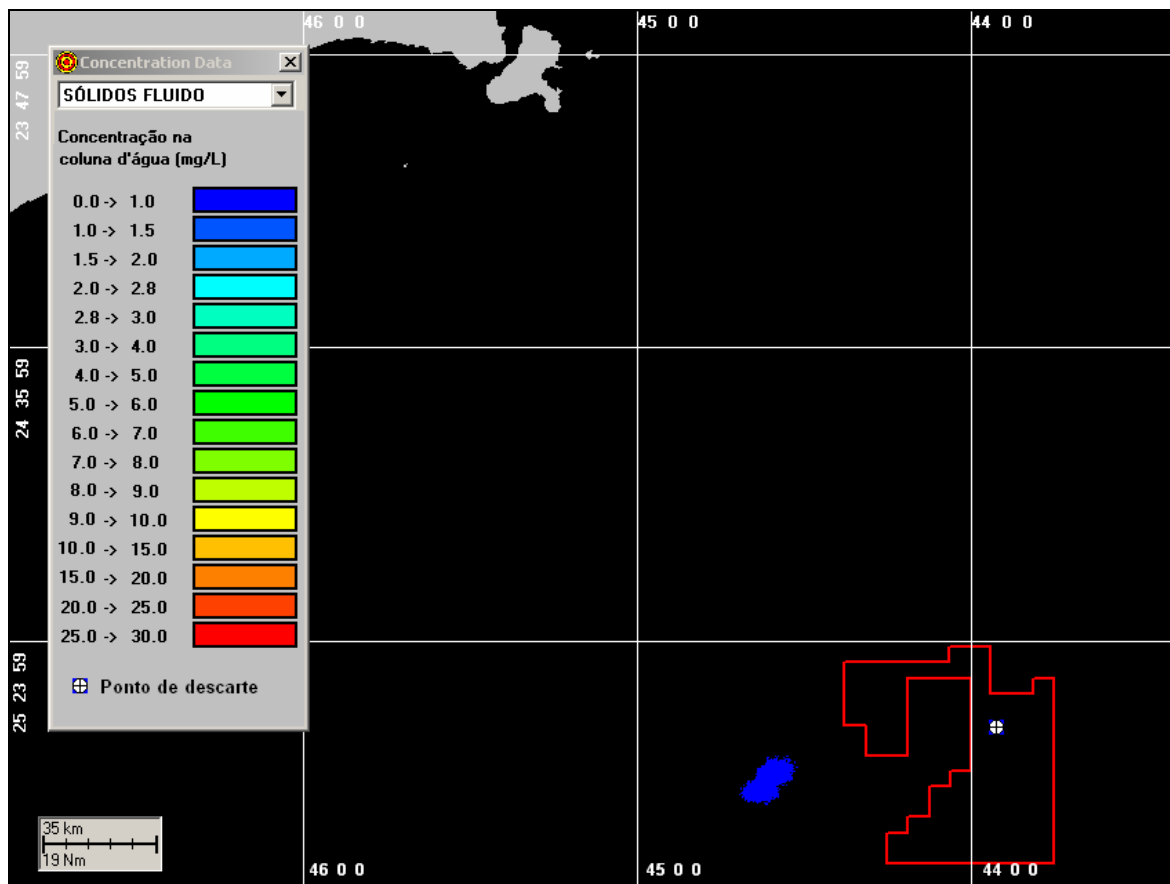 46 0 0
45 0 0
44 0 0
Concentration Data
SÓLIDOS FLUIDO
Concentração na
coluna d'água (mg/L)
0.0 -> 1.0
1.0 -> 1.5
1.5 -> 2.0
2.0 -> 2.8
2.8 -> 3.0
3.0 -> 4.0
4.0 -> 5.0
5.0 -> 6.0
6.0 -> 7.0
7.0 -> 8.0
8.0 -> 9.0
9.0 -> 10.0
10.0 -> 15.0
15.0 -> 20.0
20.0 -> 25.0
25.0 -> 30.0
Ponto de descarte
23 47 59
24 35 59
25 23 59
35 km
19 Nm
46 0 0
45 0 0
44 0 0